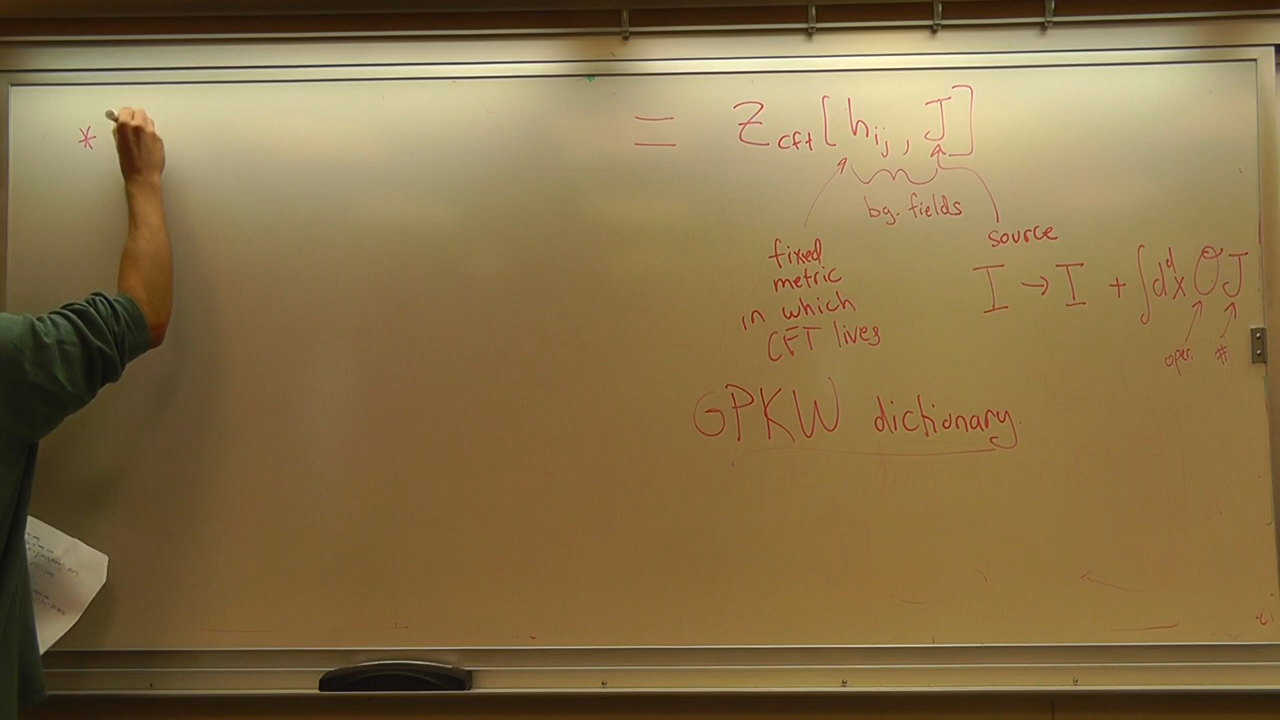 *
= Z_cft [h_ij, J]
bg. fields
fixed
metric
in which
CFT lives
source
I → I + ∫d^dx O J
oper. #
GPKW dictionary.